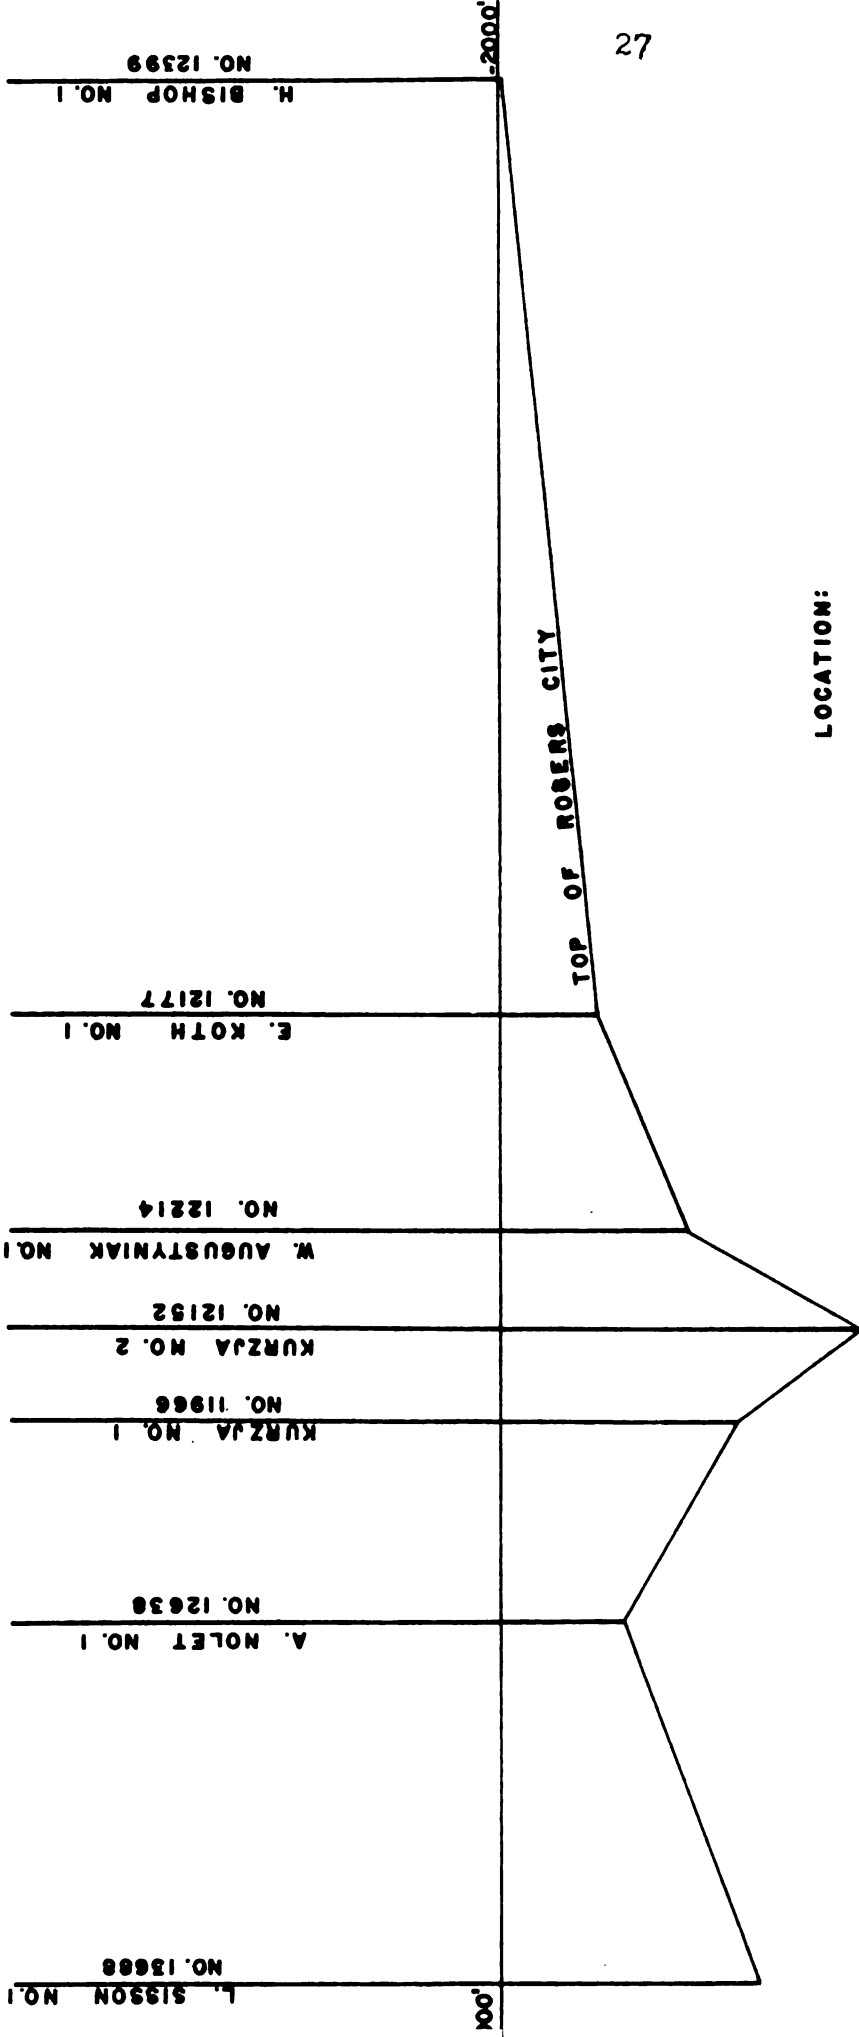 27
H. BISHOP NO. 1
NO. 12399
-2000'
E. KOTH NO. 1
NO. 12177
TOP OF ROGERS CITY
W. AUGUSTYNIAK NO. 1
NO. 12214
KURZJA NO. 2
NO. 12152
KURZJA NO. 1
NO. 11966
A. NOLET NO. 1
NO. 12638
L. SISSON NO. 1
NO. 13688
100'
LOCATION: